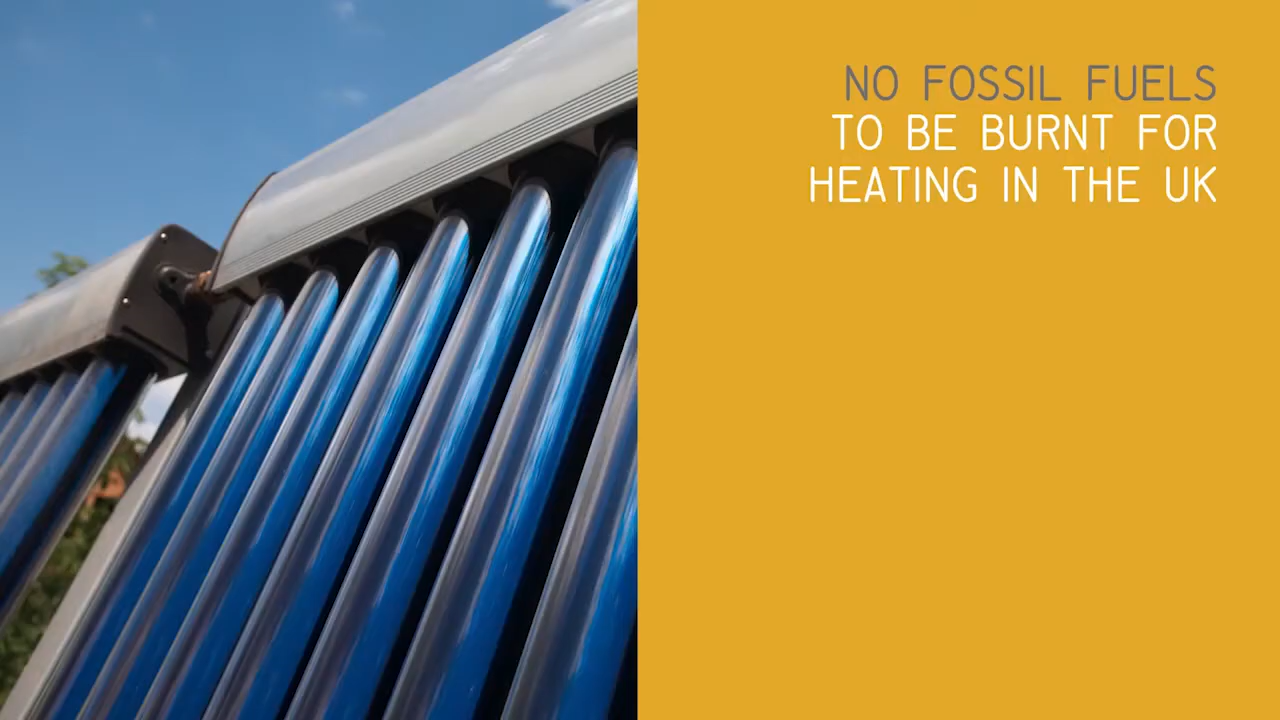 NO FOSSIL FUELS
TO BE BURNT FOR
HEATING IN THE UK